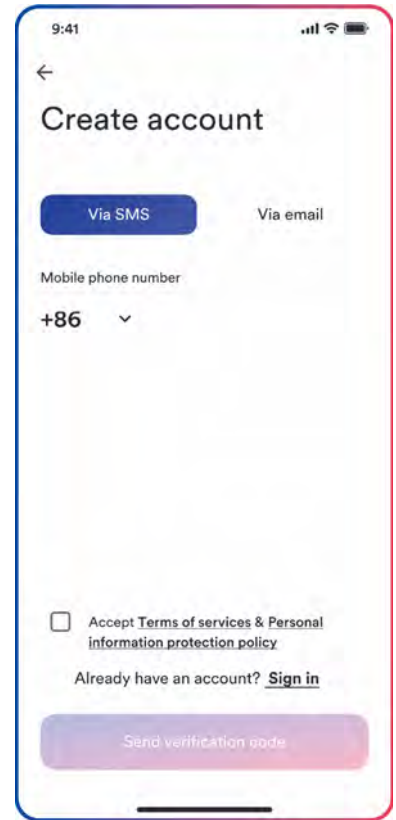 9:41
Create account
Via SMS Via email
Mobile phone number
+86
Accept Terms of services & Personal
information protection policy
Already have an account? Sign in
Send verification code